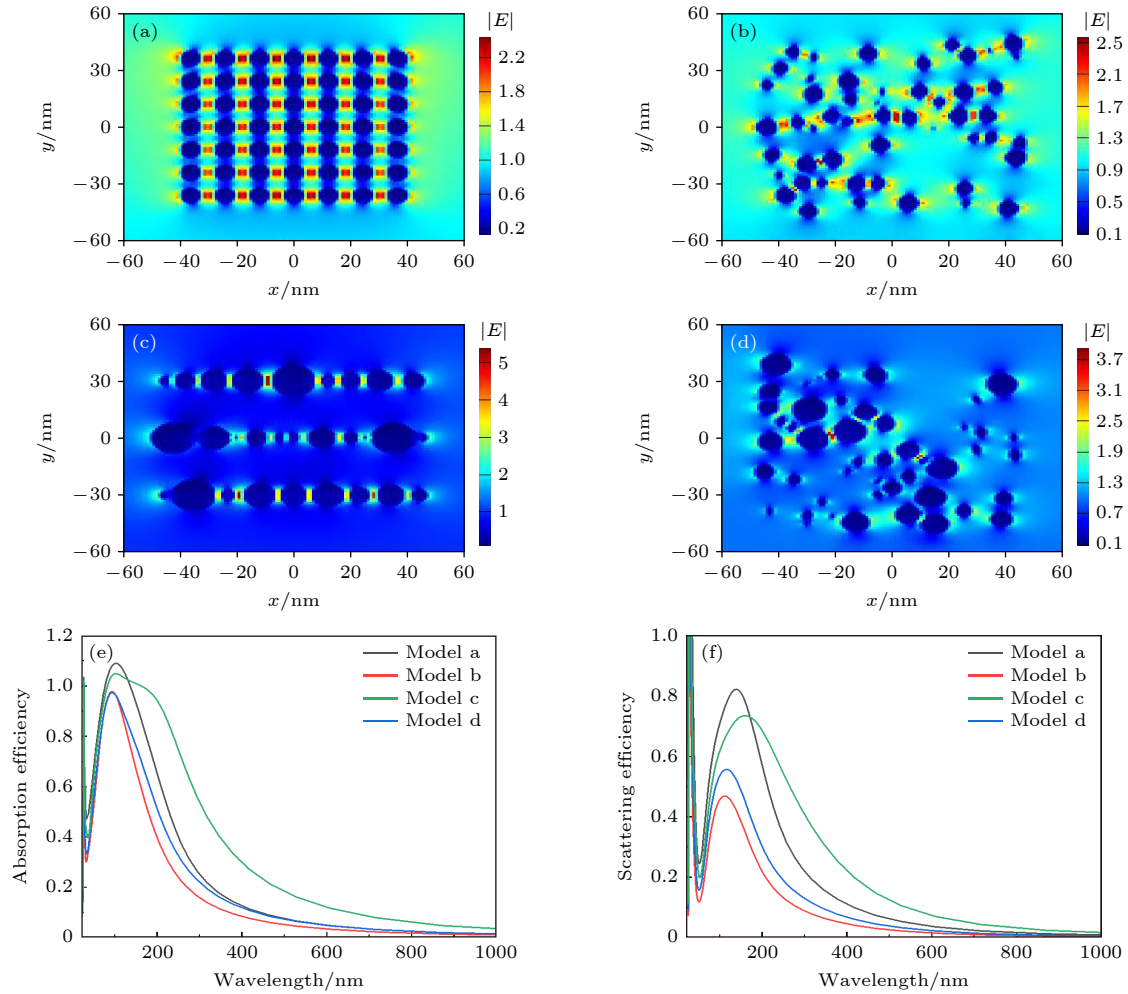 (a)
|E|
2.2
1.8
1.4
1.0
0.6
0.2
60
30
0
−30
−60
y/nm
−60 −40 −20 0 20 40 60
x/nm
(b)
|E|
2.5
2.1
1.7
1.3
0.9
0.5
0.1
60
30
0
−30
−60
y/nm
−60 −40 −20 0 20 40 60
x/nm
(c)
|E|
5
4
3
2
1
60
30
0
−30
−60
y/nm
−60 −40 −20 0 20 40 60
x/nm
(d)
|E|
3.7
3.1
2.5
1.9
1.3
0.7
0.1
60
30
0
−30
−60
y/nm
−60 −40 −20 0 20 40 60
x/nm
(e)
Model a
Model b
Model c
Model d
1.2
1.0
0.8
0.6
0.4
0.2
0
Absorption efficiency
200 400 600 800 1000
Wavelength/nm
(f)
Model a
Model b
Model c
Model d
1.0
0.8
0.6
0.4
0.2
0
Scattering efficiency
200 400 600 800 1000
Wavelength/nm